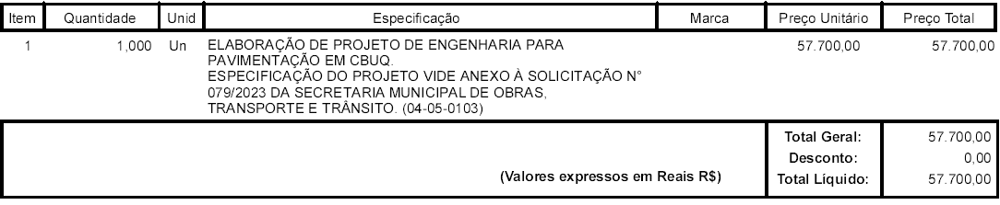 Item Quantidade Unid Especificação Marca Preço Unitário Preço Total
1 1,000 Un ELABORAÇÃO DE PROJETO DE ENGENHARIA PARA 57.700,00 57.700,00
PAVIMENTAÇÃO EM CBUQ.
ESPECIFICAÇÃO DO PROJETO VIDE ANEXO À SOLICITAÇÃO N°
079/2023 DA SECRETARIA MUNICIPAL DE OBRAS,
TRANSPORTE E TRÂNSITO. (04-05-0103)
Total Geral: 57.700,00
Desconto: 0,00
(Valores expressos em Reais R$) Total Líquido: 57.700,00